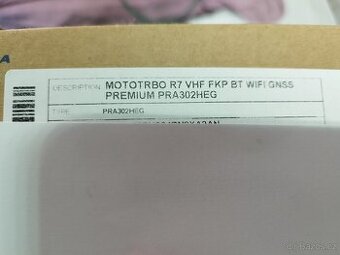 DESCRIPTION MOTOTRBO R7 VHF FKP BT WIFI GNSS
PREMIUM PRA302HEG
TYPE PRA302HEG